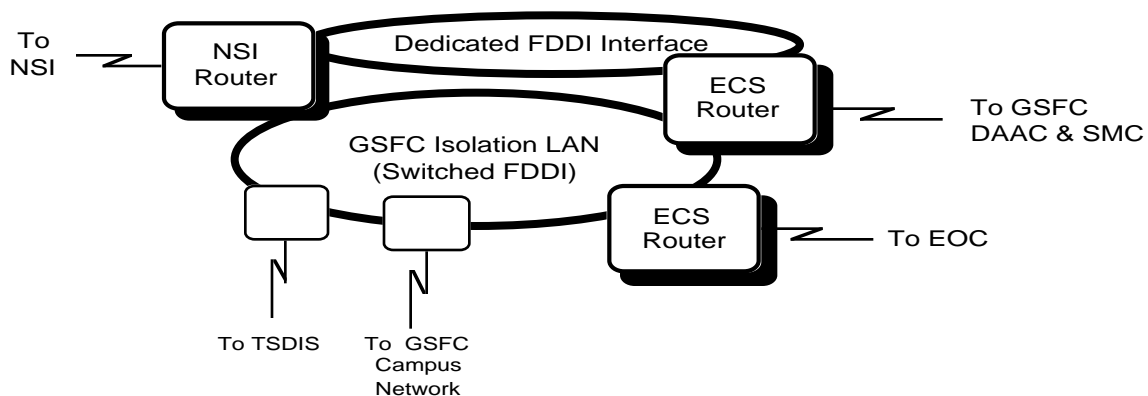 To
NSI
NSI
Router
Dedicated FDDI Interface
ECS
Router
To GSFC
DAAC & SMC
GSFC Isolation LAN
(Switched FDDI)
ECS
Router
To EOC
To TSDIS
To GSFC
Campus
Network